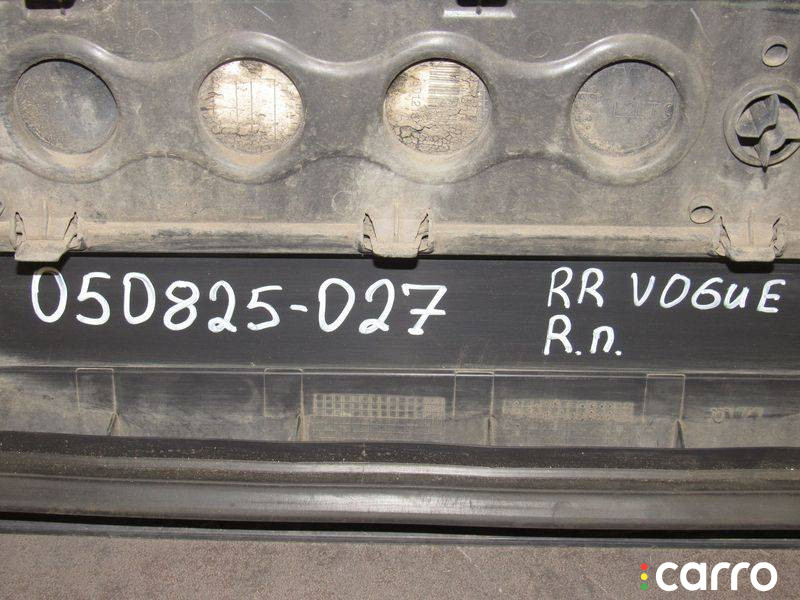 050825-027
RR VOGUE
R.п.
carro